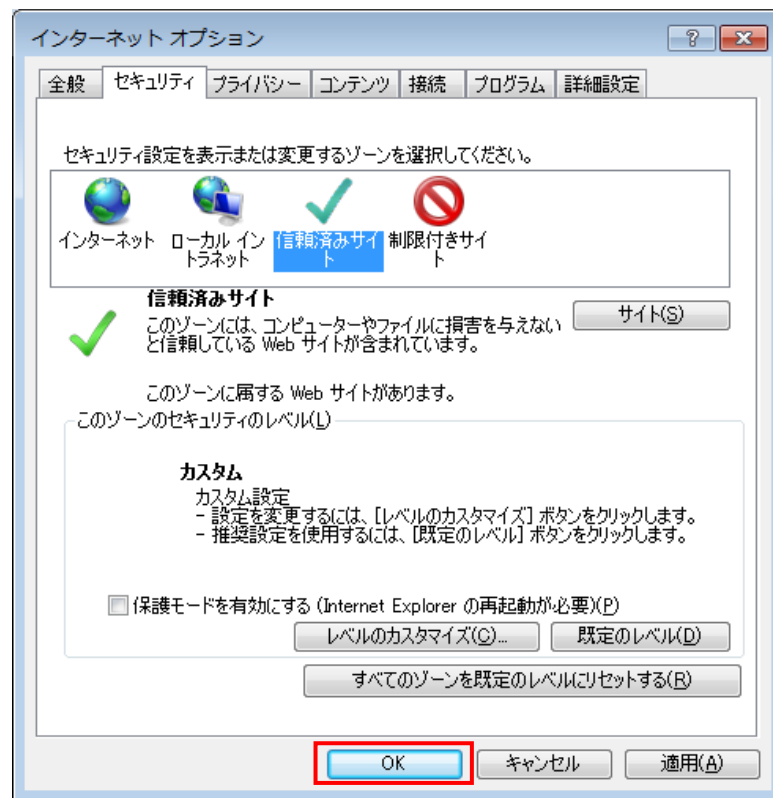 インターネット オプション
全般 セキュリティ プライバシー コンテンツ 接続 プログラム 詳細設定
セキュリティ設定を表示または変更するゾーンを選択してください。
インターネット
ローカル イン
トラネット
信頼済みサイ
ト
制限付きサイ
ト
信頼済みサイト
このゾーンには、コンピューターやファイルに損害を与えない
と信頼している Web サイトが含まれています。
サイト(S)
このゾーンに属する Web サイトがあります。
このゾーンのセキュリティのレベル(L)
カスタム
カスタム設定
- 設定を変更するには、[レベルのカスタマイズ] ボタンをクリックします。
- 推奨設定を使用するには、[既定のレベル] ボタンをクリックします。
保護モードを有効にする (Internet Explorer の再起動が必要)(P)
レベルのカスタマイズ(C)... 既定のレベル(D)
すべてのゾーンを既定のレベルにリセットする(R)
OK キャンセル 適用(A)